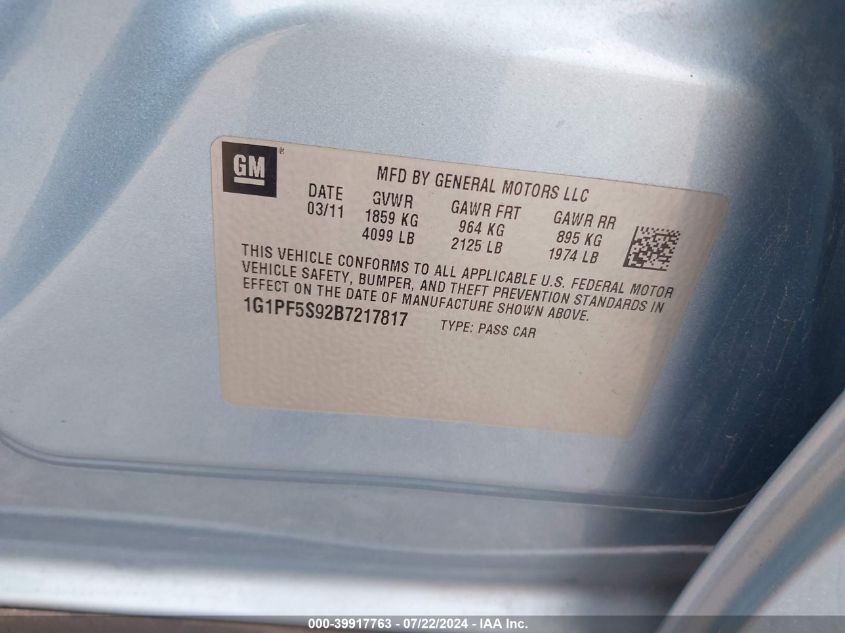 GM
MFD BY GENERAL MOTORS LLC
DATE GVWR GAWR FRT GAWR RR
03/11 1859 KG 964 KG 895 KG
4099 LB 2125 LB 1974 LB
THIS VEHICLE CONFORMS TO ALL APPLICABLE U.S. FEDERAL MOTOR
VEHICLE SAFETY, BUMPER, AND THEFT PREVENTION STANDARDS IN
EFFECT ON THE DATE OF MANUFACTURE SHOWN ABOVE.
1G1PF5S92B7217817 TYPE: PASS CAR
000-39917763 - 07/22/2024 - IAA Inc.